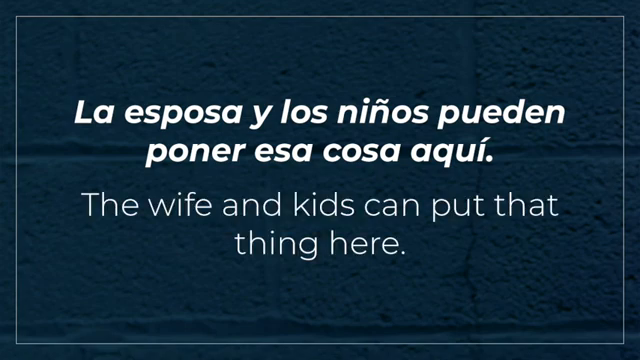 La esposa y los niños pueden
poner esa cosa aquí.
The wife and kids can put that
thing here.